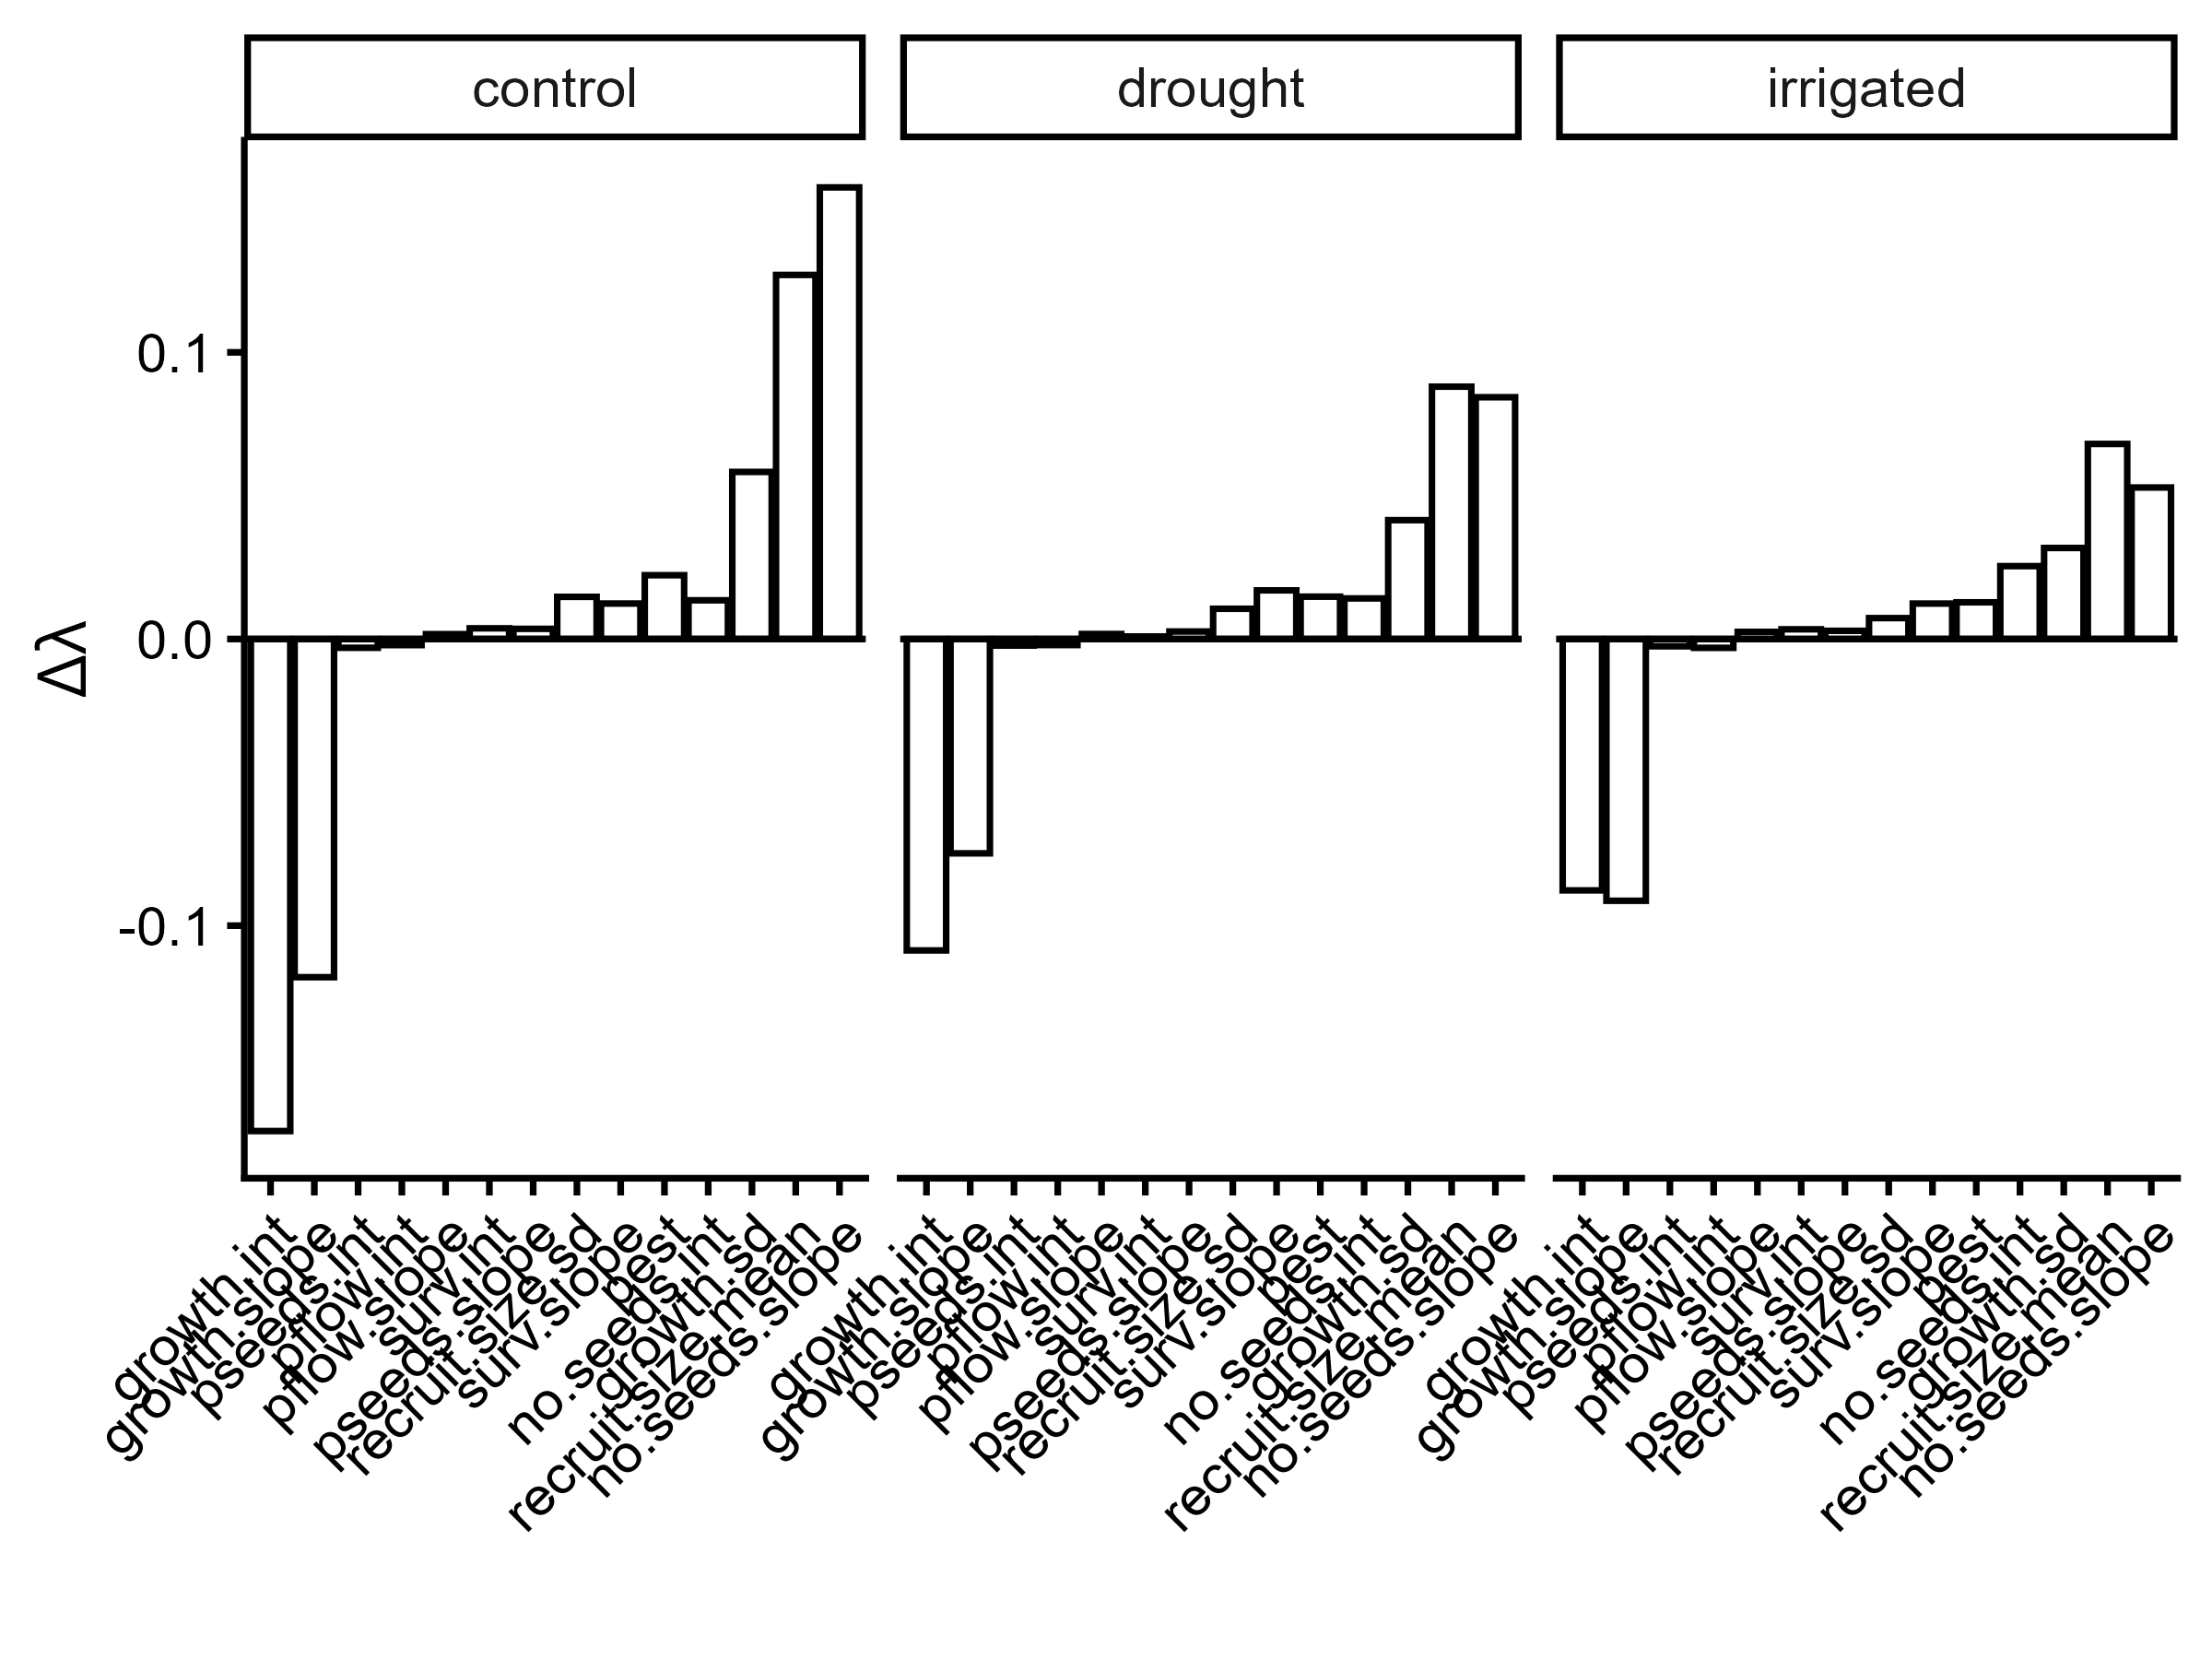 control
drought
irrigated
Δλ
0.1
0.0
-0.1
growth.int
growth.slope
pseeds.int
pflow.int
pflow.slope
surv.int
pseeds.slope
recruit.size.sd
surv.slope
p.est
no.seeds.int
growth.sd
recruit.size.mean
no.seeds.slope
growth.int
growth.slope
pseeds.int
pflow.int
pflow.slope
surv.int
pseeds.slope
recruit.size.sd
surv.slope
p.est
no.seeds.int
growth.sd
recruit.size.mean
no.seeds.slope
growth.int
growth.slope
pseeds.int
pflow.int
pflow.slope
surv.int
pseeds.slope
recruit.size.sd
surv.slope
p.est
no.seeds.int
growth.sd
recruit.size.mean
no.seeds.slope